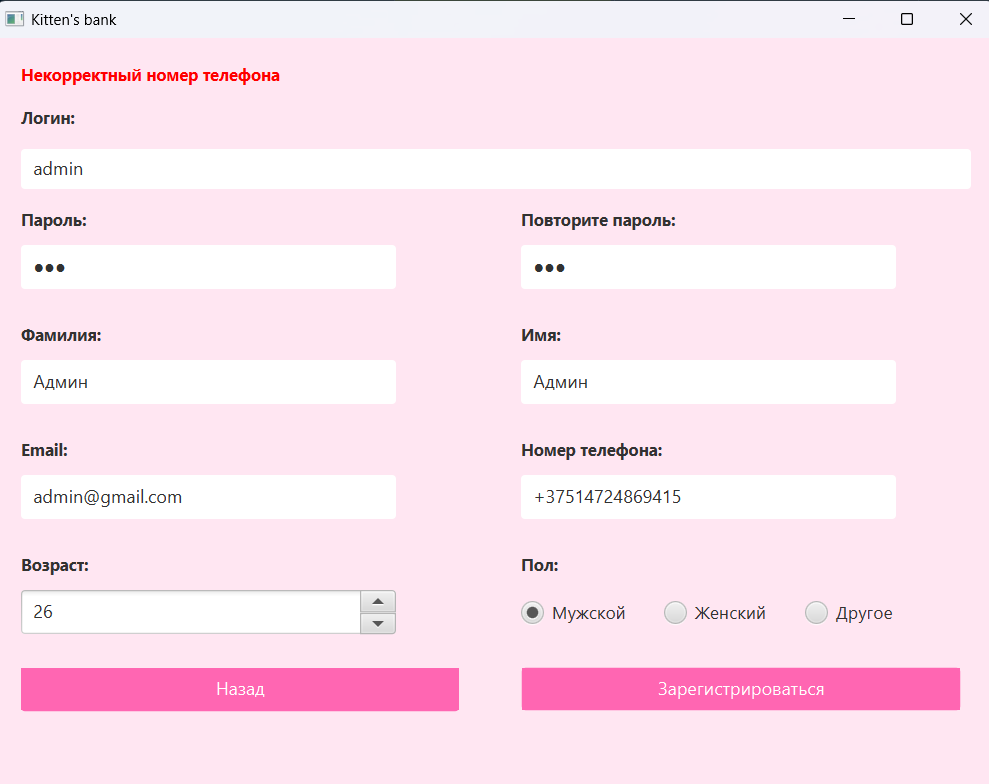 Kitten's bank
Некорректный номер телефона
Логин:
admin
Пароль: Повторите пароль:
●●● ●●●
Фамилия: Имя:
Админ Админ
Email: Номер телефона:
admin@gmail.com +37514724869415
Возраст: Пол:
26 Мужской Женский Другое
Назад Зарегистрироваться